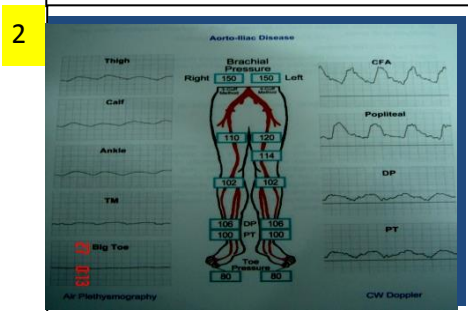 2
Aorto-Iliac Disease
Thigh
Brachial
Pressure
CFA
Right 150 150 Left
Calf
Popliteal
110 120
Ankle
114
DP
102 102
TM
106 DP 106
100 PT 100
PT
Big Toe
Toe
Pressure
80 80
Air Plethysmography
CW Doppler